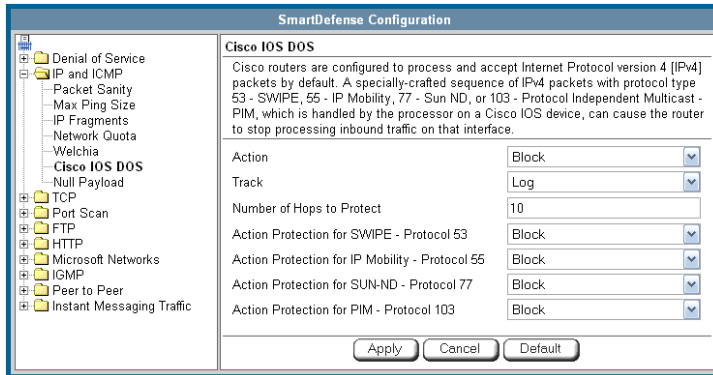 SmartDefense Configuration
Denial of Service
IP and ICMP
Packet Sanity
Max Ping Size
IP Fragments
Network Quota
Welchia
Cisco IOS DOS
Null Payload
TCP
Port Scan
FTP
HTTP
Microsoft Networks
IGMP
Peer to Peer
Instant Messaging Traffic
Cisco IOS DOS
Cisco routers are configured to process and accept Internet Protocol version 4 [IPv4]
packets by default. A specially-crafted sequence of IPv4 packets with protocol type
53 - SWIPE, 55 - IP Mobility, 77 - Sun ND, or 103 - Protocol Independent Multicast -
PIM, which is handled by the processor on a Cisco IOS device, can cause the router
to stop processing inbound traffic on that interface.
Action Block
Track Log
Number of Hops to Protect 10
Action Protection for SWIPE - Protocol 53 Block
Action Protection for IP Mobility - Protocol 55 Block
Action Protection for SUN-ND - Protocol 77 Block
Action Protection for PIM - Protocol 103 Block
Apply Cancel Default